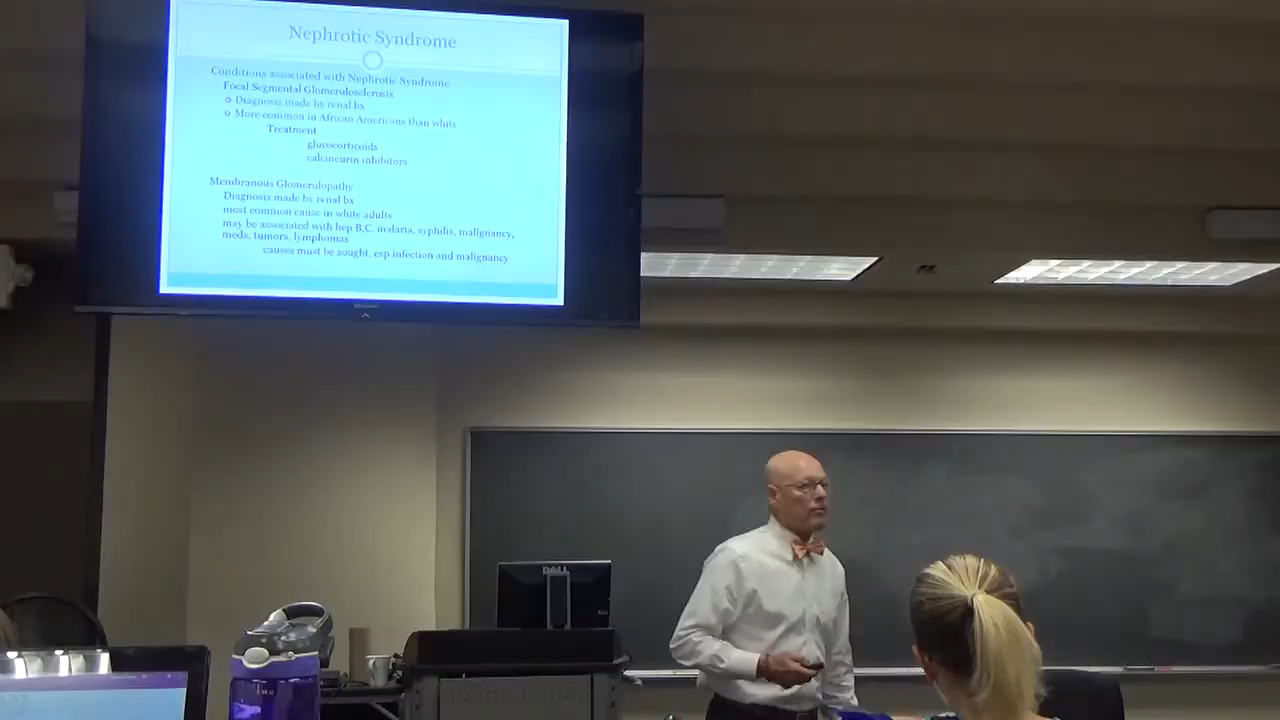 Nephrotic Syndrome
Conditions associated with Nephrotic Syndrome
Focal Segmental Glomerulosclerosis
Diagnosis made by renal bx
More common in African Americans than white
Treatment
glucocorticoids
calcineurin inhibitors
Membranous Glomerulopathy
Diagnosis made by renal bx
most common cause in white adults
may be associated with hep B,C, malaria, syphilis, malignancy,
meds, tumors, lymphomas
causes must be sought, esp infection and malignancy
DELL